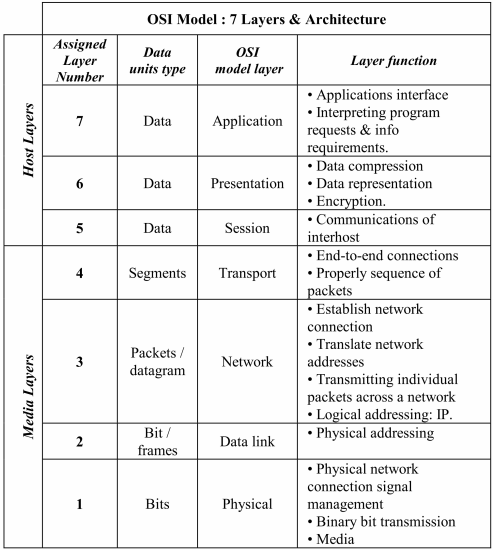 OSI Model : 7 Layers & Architecture
Assigned
Layer
Number
Data
units type
OSI
model layer
Layer function
Host Layers
7
Data
Application
• Applications interface
• Interpreting program
requests & info
requirements.
6
Data
Presentation
• Data compression
• Data representation
• Encryption.
5
Data
Session
• Communications of
interhost
Media Layers
4
Segments
Transport
• End-to-end connections
• Properly sequence of
packets
3
Packets /
datagram
Network
• Establish network
connection
• Translate network
addresses
• Transmitting individual
packets across a network
• Logical addressing: IP.
2
Bit /
frames
Data link
• Physical addressing
1
Bits
Physical
• Physical network
connection signal
management
• Binary bit transmission
• Media